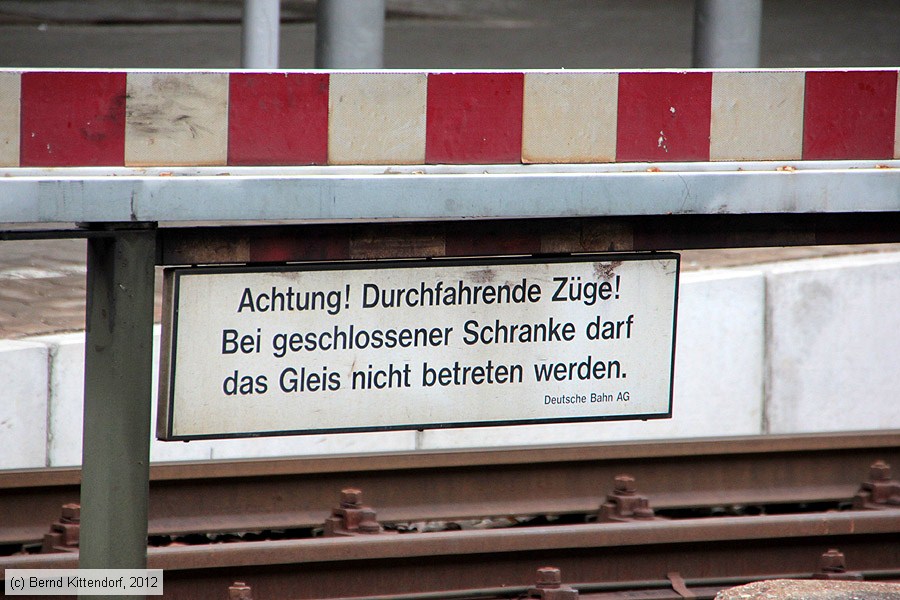 Achtung! Durchfahrende Züge!
Bei geschlossener Schranke darf
das Gleis nicht betreten werden.
Deutsche Bahn AG
(c) Bernd Kittendorf, 2012